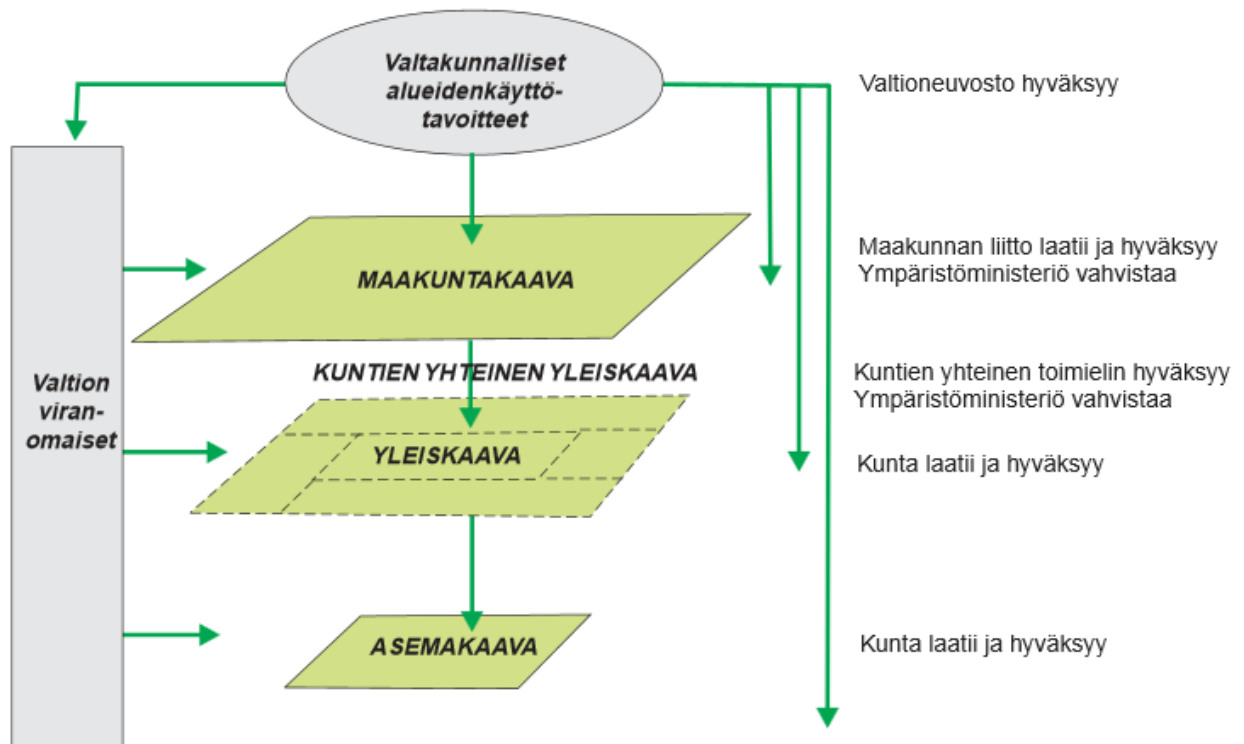 Valtakunnalliset
alueidenkäyttö-
tavoitteet
Valtioneuvosto hyväksyy
Valtion
viran-
omaiset
MAAKUNTAKAAVA
Maakunnan liitto laatii ja hyväksyy
Ympäristöministeriö vahvistaa
KUNTIEN YHTEINEN YLEISKAAVA
Kuntien yhteinen toimielin hyväksyy
Ympäristöministeriö vahvistaa
YLEISKAAVA
Kunta laatii ja hyväksyy
ASEMAKAAVA
Kunta laatii ja hyväksyy